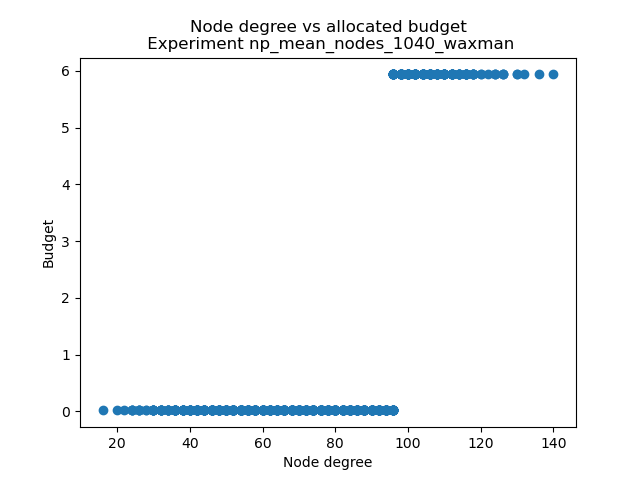 Node degree vs allocated budget
Experiment np_mean_nodes_1040_waxman
6
5
4
3
2
1
0
Budget
20 40 60 80 100 120 140
Node degree